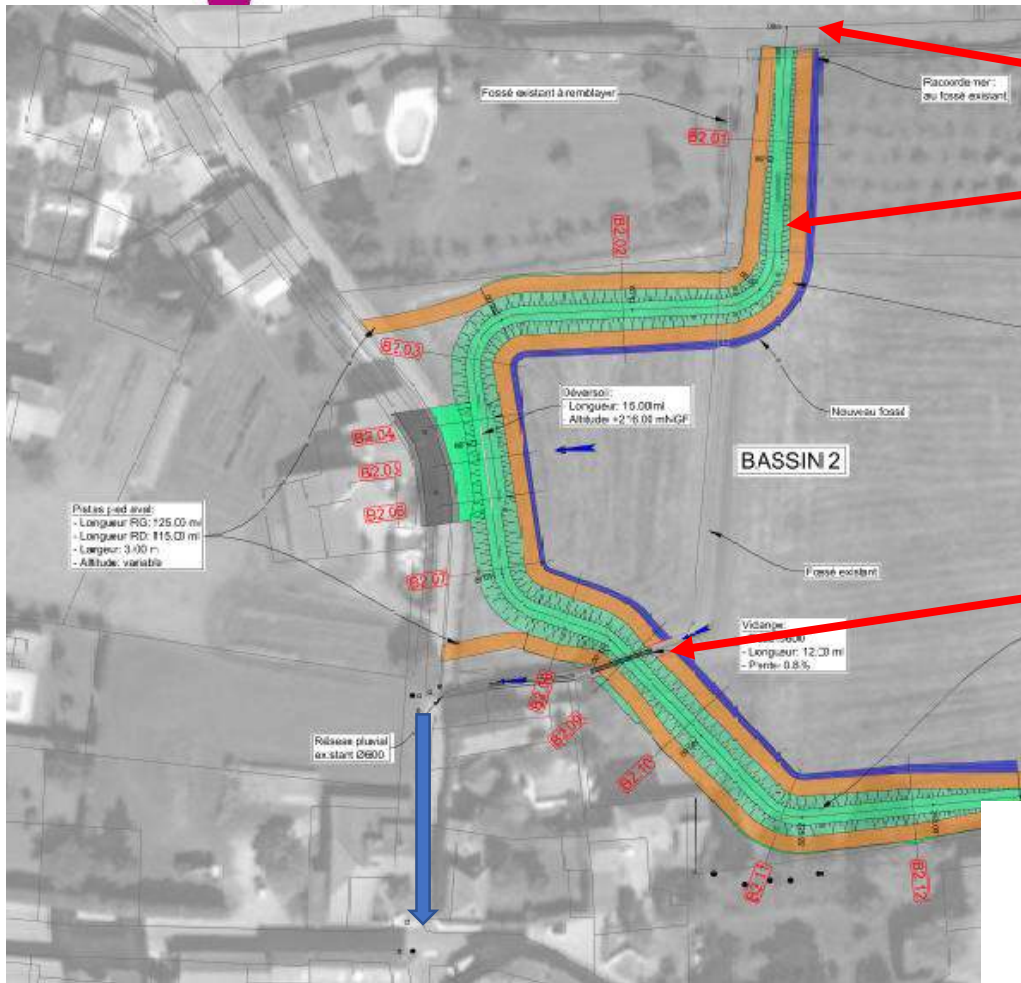 Fossé existant à remblayer
Racordemer:
au fossé existant
B2.01
B2.02
B2.03
Déversoir:
- Longueur: 15.00ml
- Altitude: +216.00 mNGF
Nouveau fossé
B2.04
B2.05
B2.06
BASSIN 2
Pistes pied aval:
- Longueur RG: 125.00 ml
- Longueur RD: 115.00 ml
- Largeur: 3.00 m
- Altitude: variable
B2.07
Fossé existant
Vidange:
- Longueur: 12.00 ml
- Pente: 0.8%
B2.08
B2.09
Réseau pluvial
existant Ø600
B2.10
B2.11
B2.12